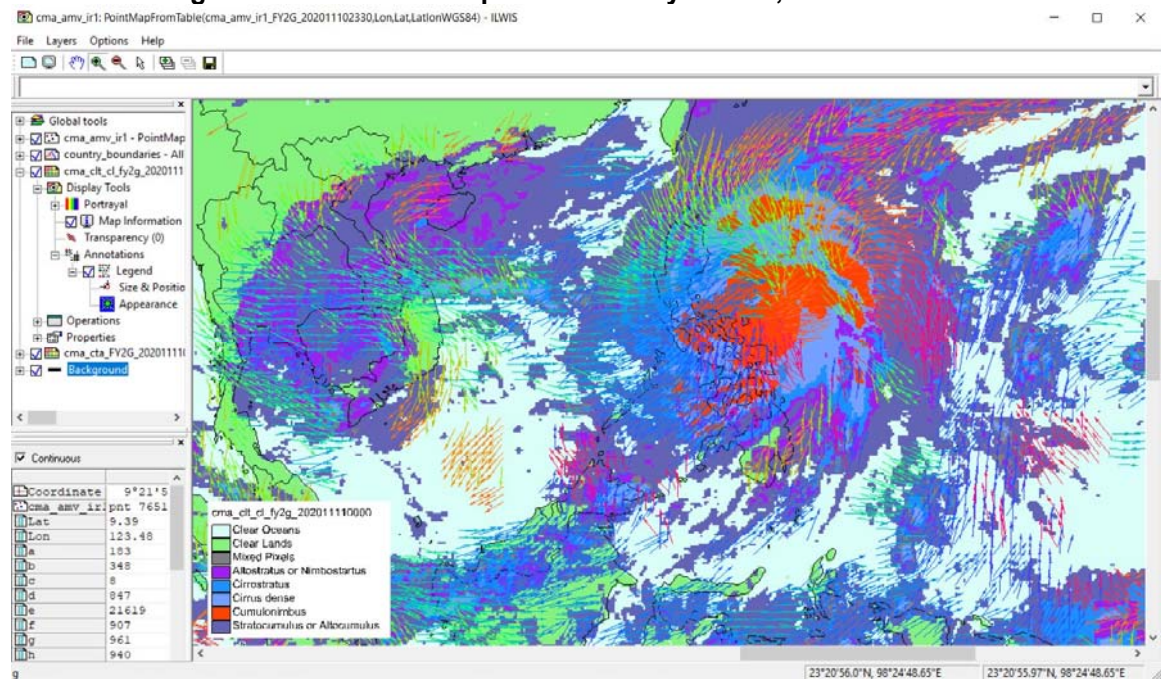 cma_amv_ir1: PointMapFromTable(cma_amv_ir1_FY2G_202011102330,Lon,Lat,LatlonWGS84) - ILWIS
File Layers Options Help
Global tools
cma_amv_ir1 - PointMap
country_boundaries - All
cma_clt_cl_fy2g_2020111
Display Tools
Portrayal
Map Information
Transparency (0)
Annotations
Legend
Size & Positio
Appearance
Operations
Properties
cma_cta_FY2G_20201111
Background
Continuous
Coordinate 9°21'5
cma_amv_ir: pnt 7651
Lat 9.39
Lon 123.48
a 183
b 348
c 8
d 847
e 21619
f 907
g 961
h 940
cma_clt_cl_fy2g_202011110000
Clear Oceans
Clear Lands
Mixed Pixels
Altostratus or Nimbostartus
Cirrostratus
Cirrus dense
Cumulonimbus
Stratocumulus or Altocumulus
g
23°20'56.0"N, 98°24'48.65"E
23°20'55.97"N, 98°24'48.65"E